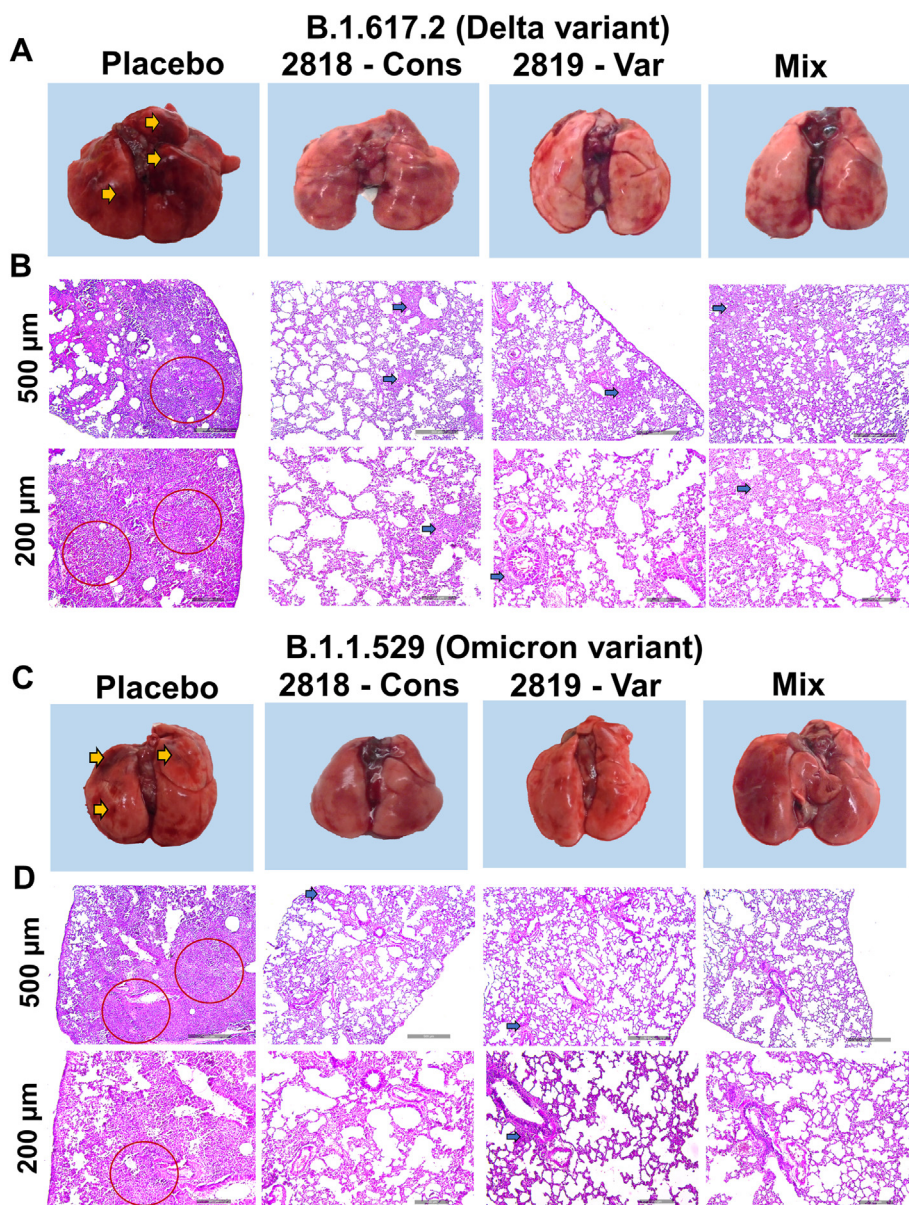 B.1.617.2 (Delta variant)
A
Placebo 2818 - Cons 2819 - Var Mix
B
500 µm
200 µm
B.1.1.529 (Omicron variant)
C
Placebo 2818 - Cons 2819 - Var Mix
D
500 µm
200 µm